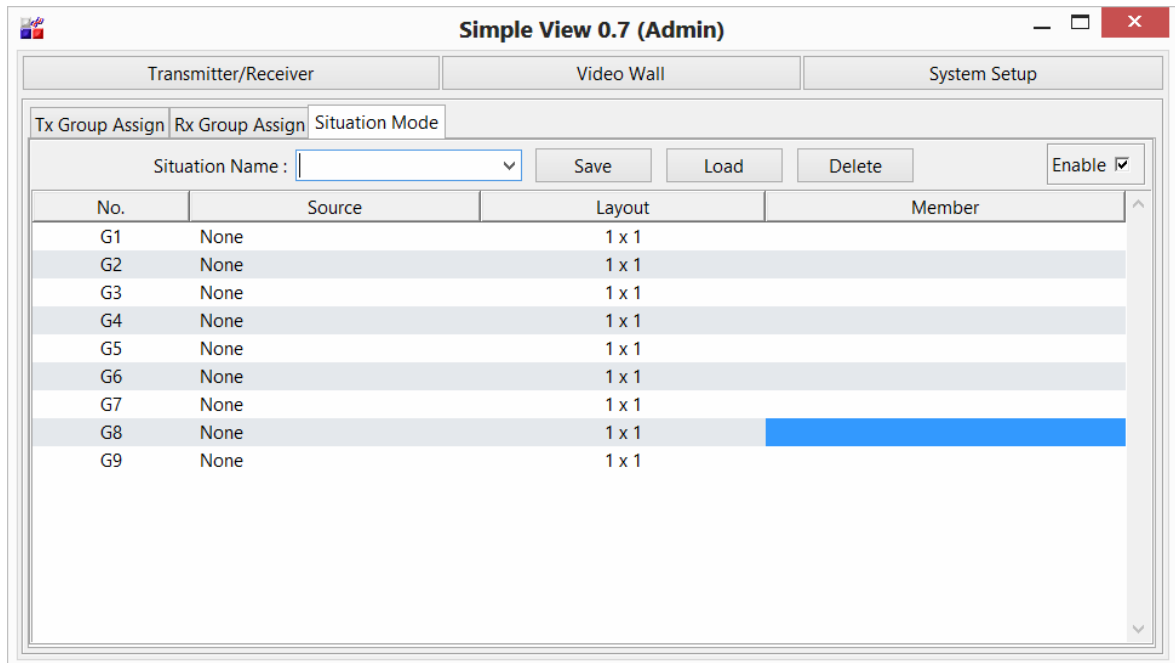 Simple View 0.7 (Admin)
Transmitter/Receiver Video Wall System Setup
Tx Group Assign Rx Group Assign Situation Mode
Situation Name : Save Load Delete Enable
No. Source Layout Member
G1 None 1 x 1
G2 None 1 x 1
G3 None 1 x 1
G4 None 1 x 1
G5 None 1 x 1
G6 None 1 x 1
G7 None 1 x 1
G8 None 1 x 1
G9 None 1 x 1